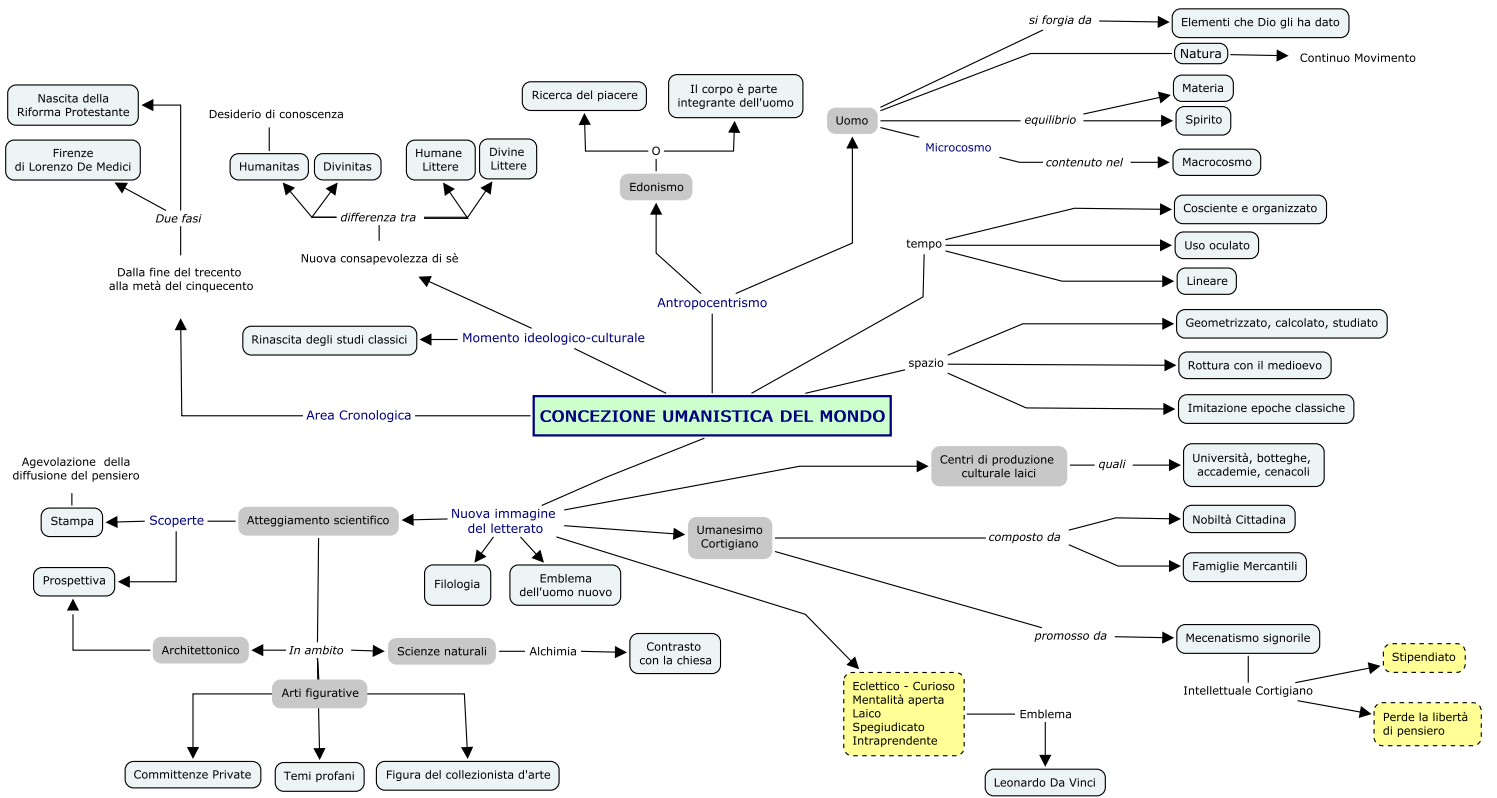 si forgia da
Elementi che Dio gli ha dato
Natura
Continuo Movimento
Nascita della
Riforma Protestante
Desiderio di conoscenza
Ricerca del piacere
Il corpo è parte
integrante dell'uomo
Uomo
equilibrio
Materia
Spirito
Microcosmo
contenuto nel
Macrocosmo
Firenze
di Lorenzo De Medici
Humanitas
Divinitas
Humane
Littere
Divine
Littere
O
Edonismo
Due fasi
differenza tra
Cosciente e organizzato
tempo
Uso oculato
Lineare
Dalla fine del trecento
alla metà del cinquecento
Nuova consapevolezza di sè
Antropocentrismo
Rinascita degli studi classici
Momento ideologico-culturale
Geometrizzato, calcolato, studiato
spazio
Rottura con il medioevo
Imitazione epoche classiche
Area Cronologica
CONCEZIONE UMANISTICA DEL MONDO
Agevolazione della
diffusione del pensiero
Centri di produzione
culturale laici
quali
Università, botteghe,
accademie, cenacoli
Stampa
Scoperte
Atteggiamento scientifico
Nuova immagine
del letterato
Umanesimo
Cortigiano
composto da
Nobiltà Cittadina
Famiglie Mercantili
Prospettiva
Filologia
Emblema
dell'uomo nuovo
Architettonico
In ambito
Scienze naturali
Alchimia
Contrasto
con la chiesa
promosso da
Mecenatismo signorile
Stipendiato
Intellettuale Cortigiano
Perde la libertà
di pensiero
Arti figurative
Eclettico - Curioso
Mentalità aperta
Laico
Spegiudicato
Intraprendente
Emblema
Leonardo Da Vinci
Committenze Private
Temi profani
Figura del collezionista d'arte